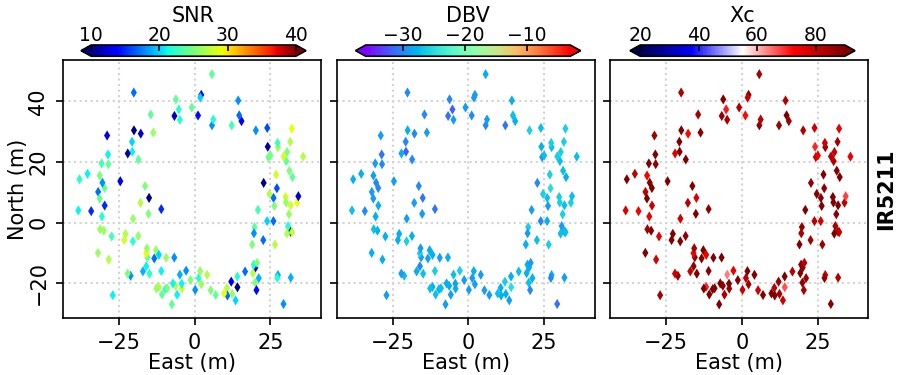 SNR DBV Xc
10 20 30 40 −30 −20 −10 20 40 60 80
North (m)
40
20
0
−20
−25 0 25 −25 0 25 −25 0 25
East (m) East (m) East (m)
IR5211